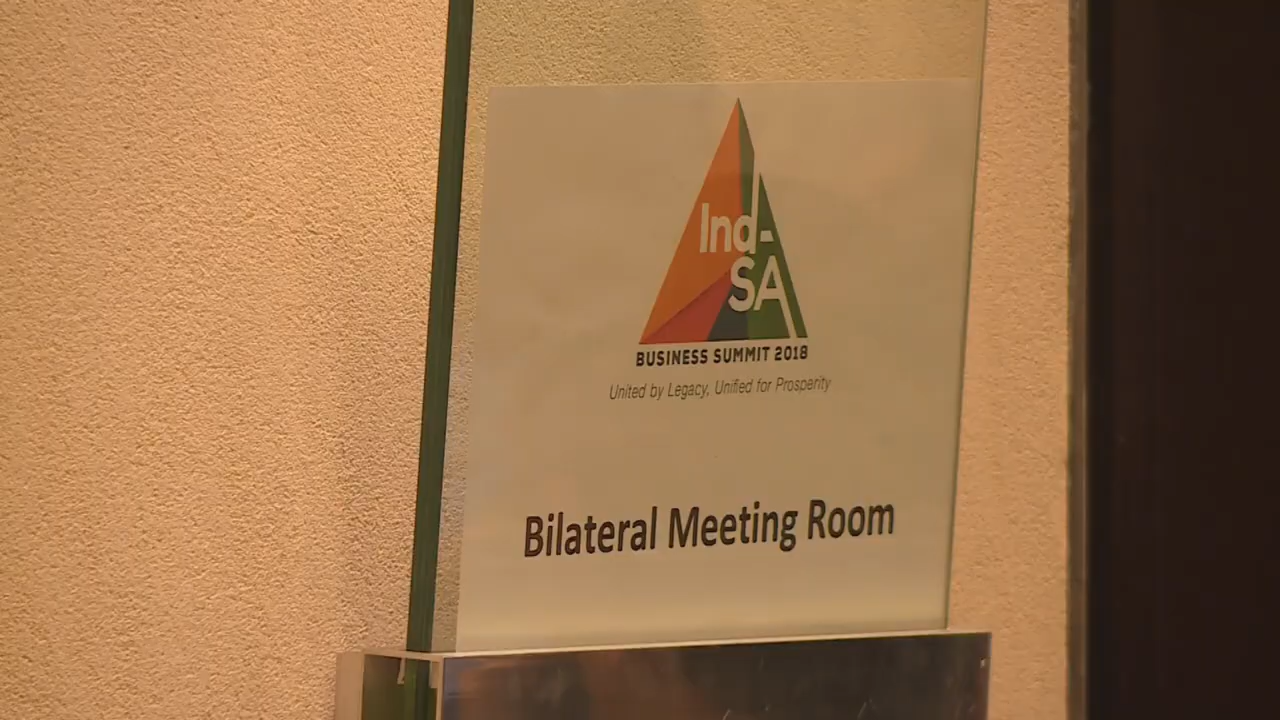 Ind-
SA
BUSINESS SUMMIT 2018
United by Legacy, Unified for Prosperity
Bilateral Meeting Room